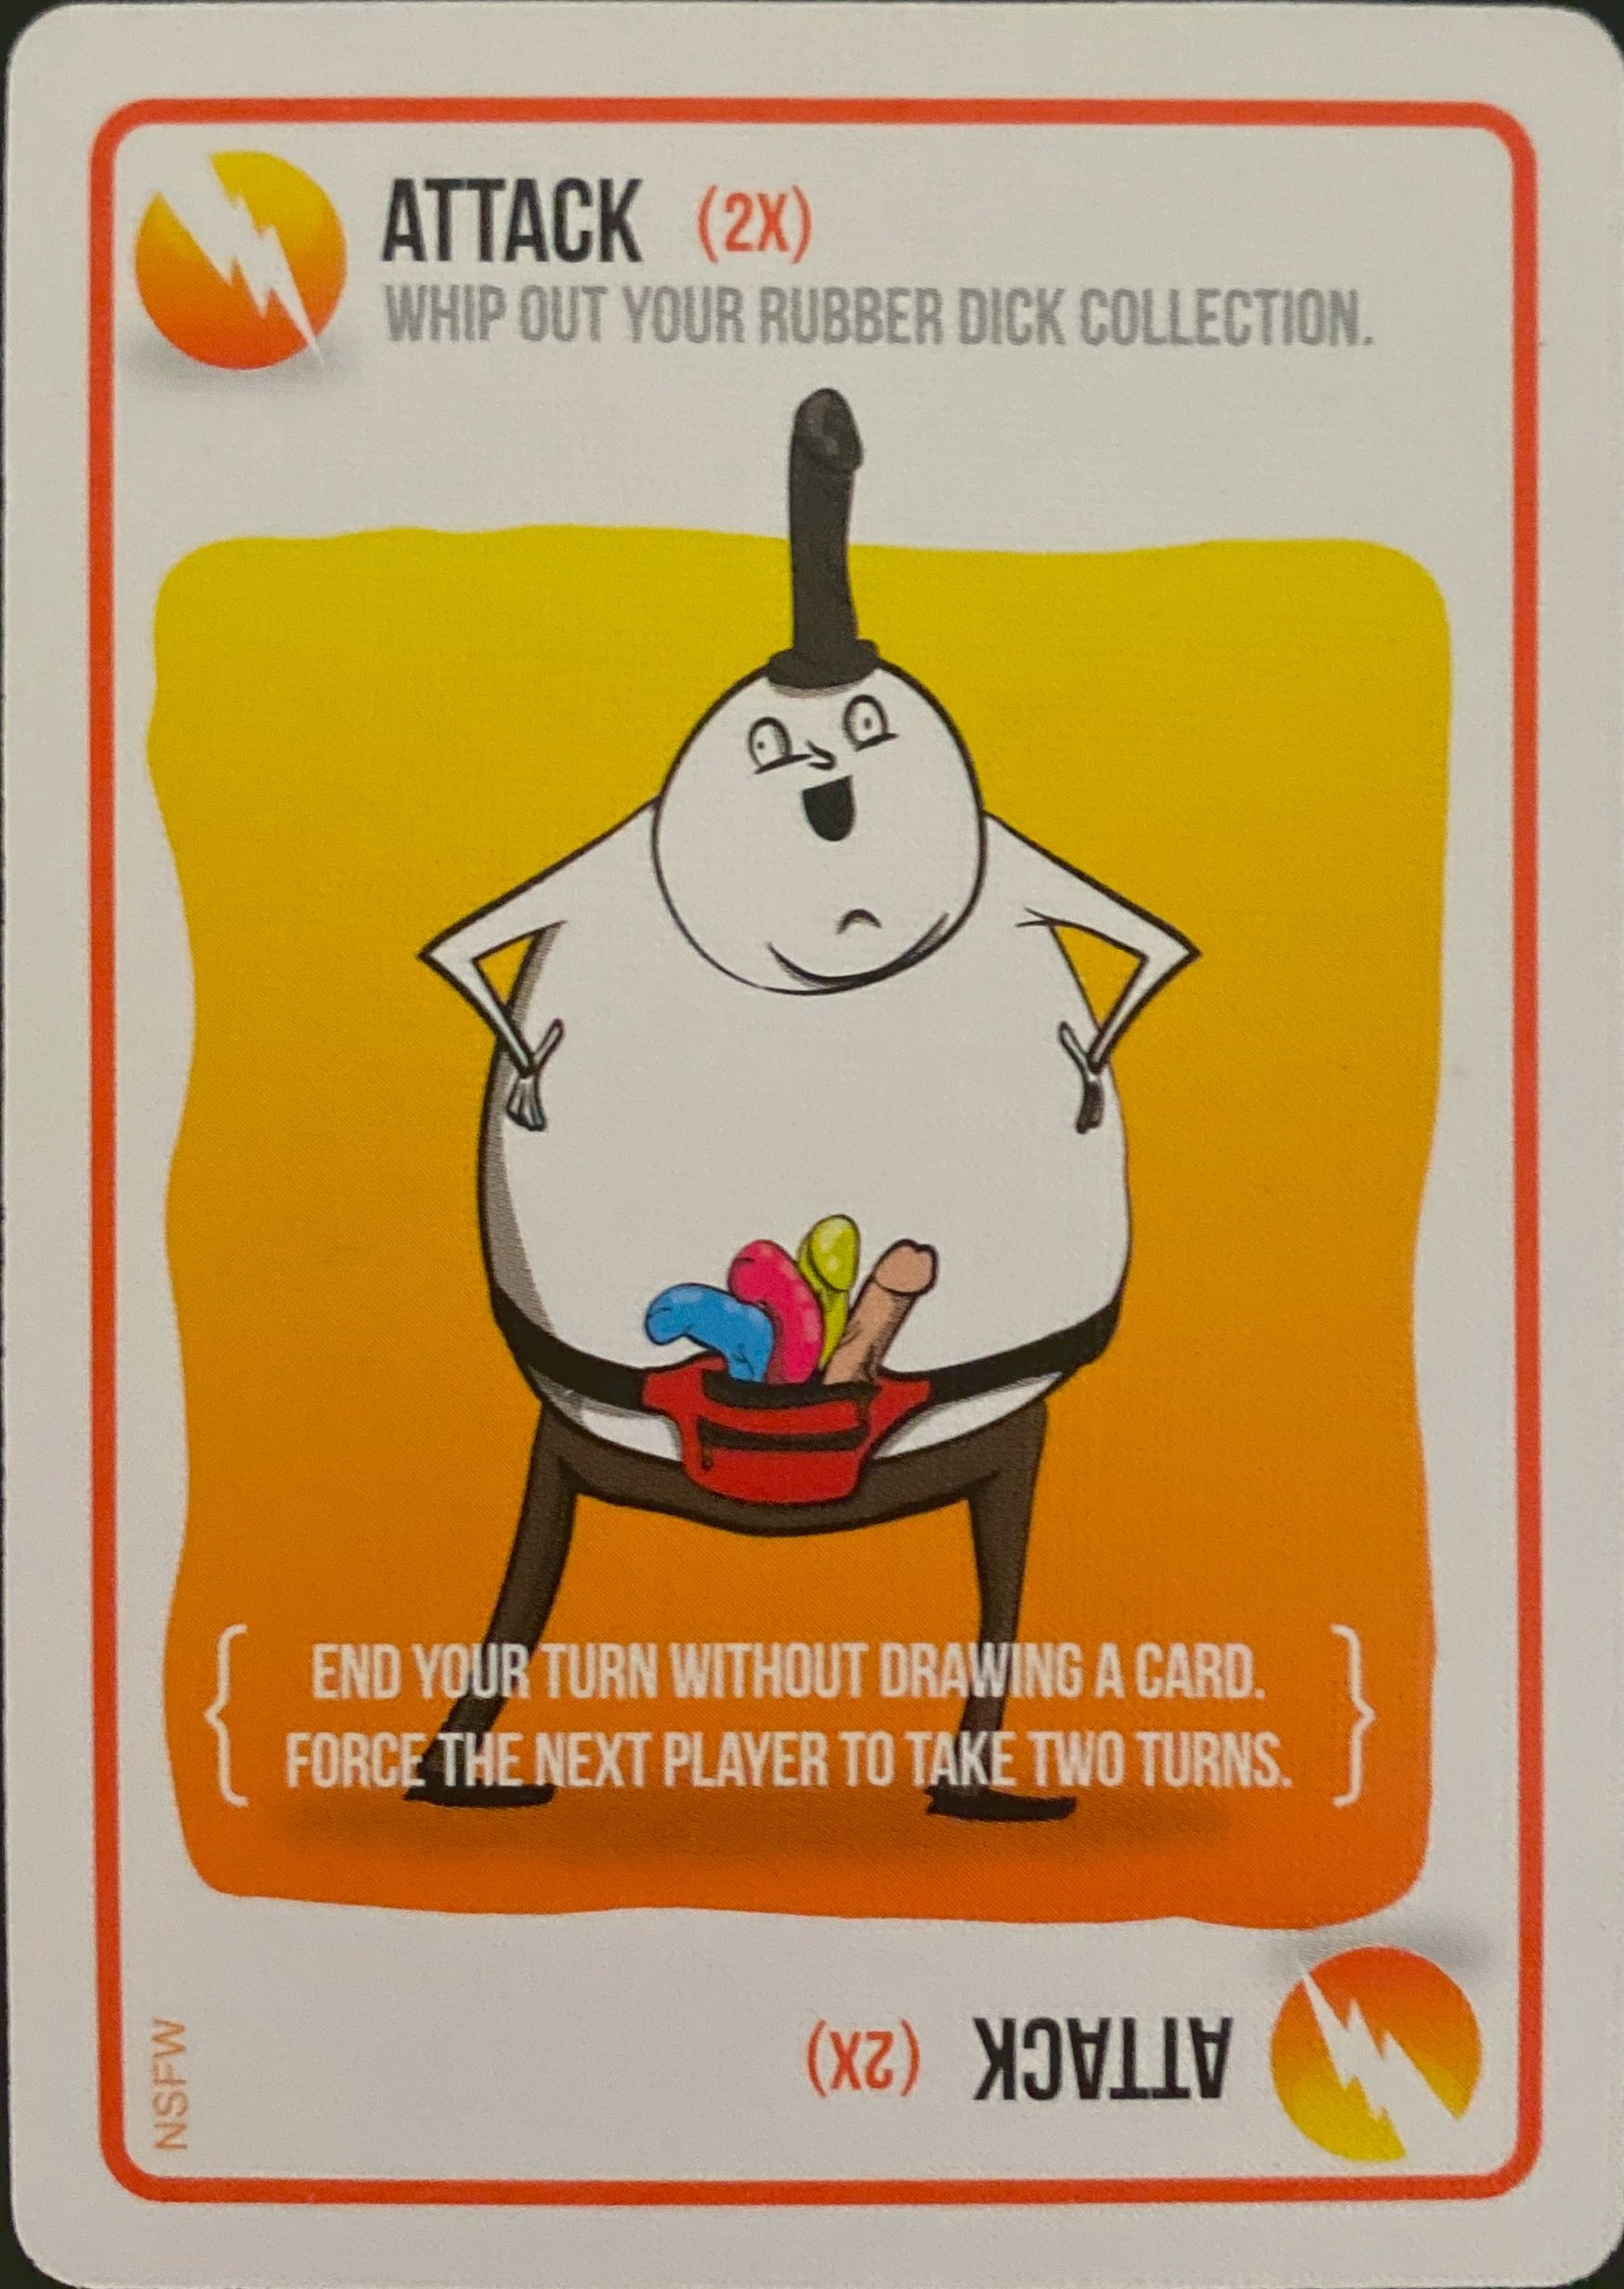 ATTACK (2X)
WHIP OUT YOUR RUBBER DICK COLLECTION.
END YOUR TURN WITHOUT DRAWING A CARD.
FORCE THE NEXT PLAYER TO TAKE TWO TURNS.
NSFW
ATTACK (2X)